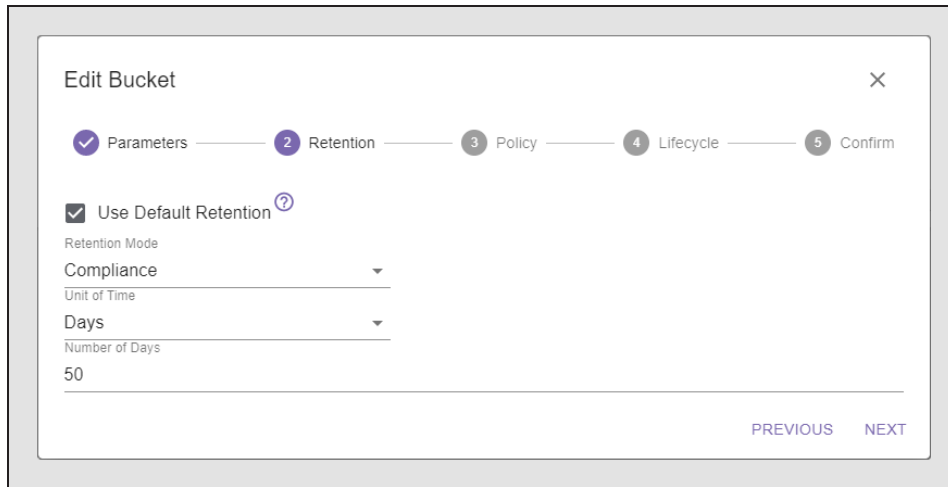 Edit Bucket
Parameters 2 Retention 3 Policy 4 Lifecycle 5 Confirm
Use Default Retention ?
Retention Mode
Compliance
Unit of Time
Days
Number of Days
50
PREVIOUS NEXT